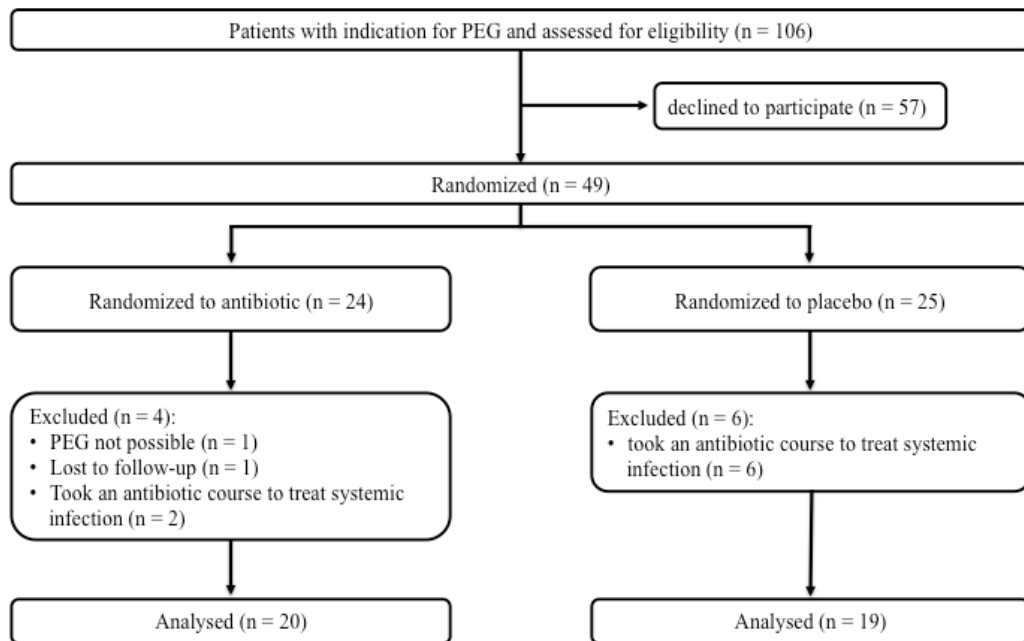 Patients with indication for PEG and assessed for eligibility (n = 106)
declined to participate (n = 57)
Randomized (n = 49)
Randomized to antibiotic (n = 24)
Randomized to placebo (n = 25)
Excluded (n = 4):
• PEG not possible (n = 1)
• Lost to follow-up (n = 1)
• Took an antibiotic course to treat systemic
infection (n = 2)
Excluded (n = 6):
• took an antibiotic course to treat systemic
infection (n = 6)
Analysed (n = 20)
Analysed (n = 19)